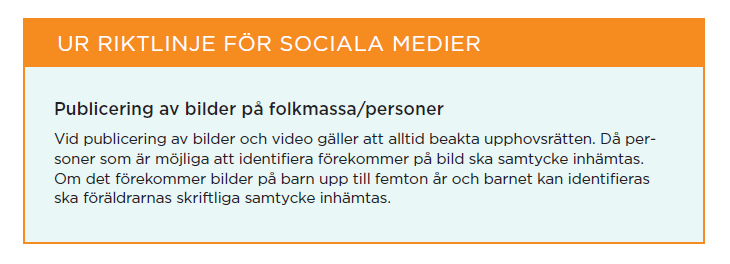 UR RIKTLINJE FÖR SOCIALA MEDIER
Publicering av bilder på folkmassa/personer
Vid publicering av bilder och video gäller att alltid beakta upphovsrätten. Då per-
soner som är möjliga att identifiera förekommer på bild ska samtycke inhämtas.
Om det förekommer bilder på barn upp till femton år och barnet kan identifieras
ska föräldrarnas skriftliga samtycke inhämtas.